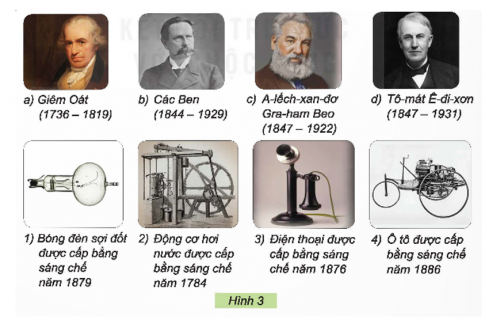 a) Giêm Oát
(1736 – 1819)
b) Các Ben
(1844 – 1929)
c) A-lếch-xan-đơ
Gra-ham Beo
(1847 – 1922)
d) Tô-mát Ê-đi-xơn
(1847 – 1931)
1) Bóng đèn sợi đốt
được cấp bằng
sáng chế
năm 1879
2) Động cơ hơi
nước được cấp
bằng sáng chế
năm 1784
3) Điện thoại được
cấp bằng sáng
chế năm 1876
4) Ô tô được cấp
bằng sáng chế
năm 1886
Hình 3